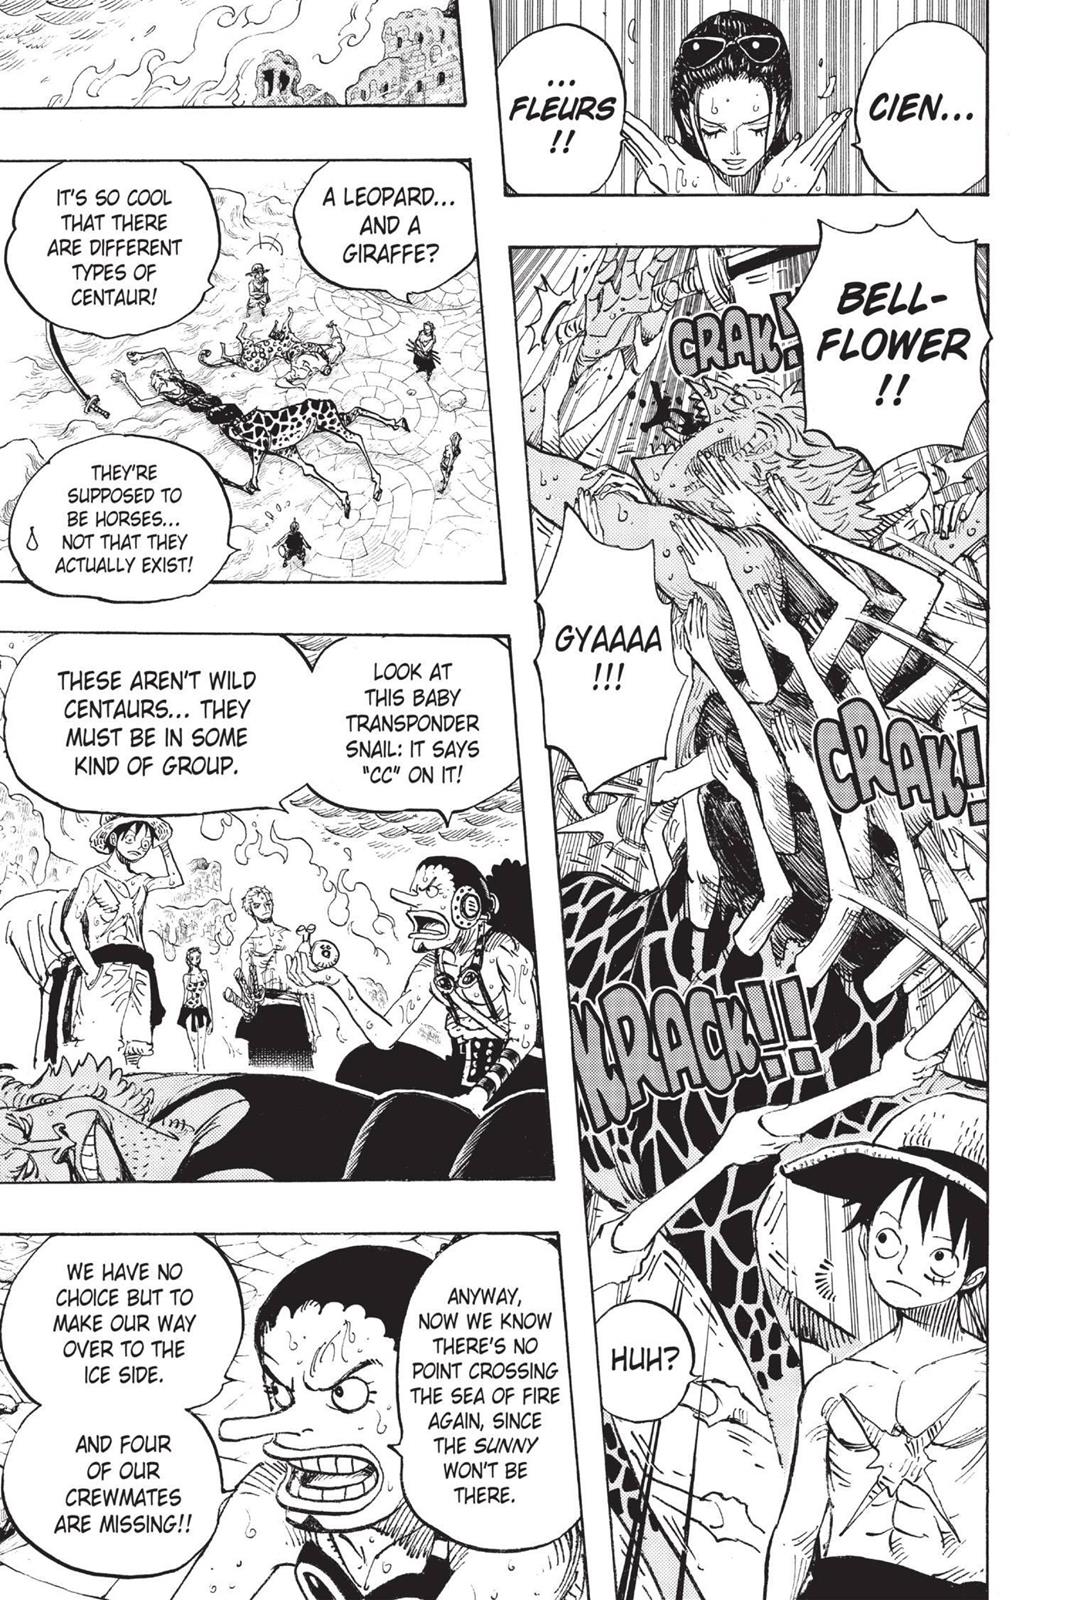 CIEN...
...
FLEURS
!!
BELL-
FLOWER
!!
CRAK!
GYAAAA
!!!
CRAK!
KRACK!!
HUH?
A LEOPARD...
AND A
GIRAFFE?
IT'S SO COOL
THAT THERE
ARE DIFFERENT
TYPES OF
CENTAUR!
THEY'RE
SUPPOSED TO
BE HORSES...
NOT THAT THEY
ACTUALLY EXIST!
LOOK AT
THIS BABY
TRANSPONDER
SNAIL: IT SAYS
"CC" ON IT!
THESE AREN'T WILD
CENTAURS... THEY
MUST BE IN SOME
KIND OF GROUP.
ANYWAY,
NOW WE KNOW
THERE'S NO
POINT CROSSING
THE SEA OF FIRE
AGAIN, SINCE
THE SUNNY
WON'T BE
THERE.
WE HAVE NO
CHOICE BUT TO
MAKE OUR WAY
OVER TO THE
ICE SIDE.
AND FOUR
OF OUR
CREWMATES
ARE MISSING!!